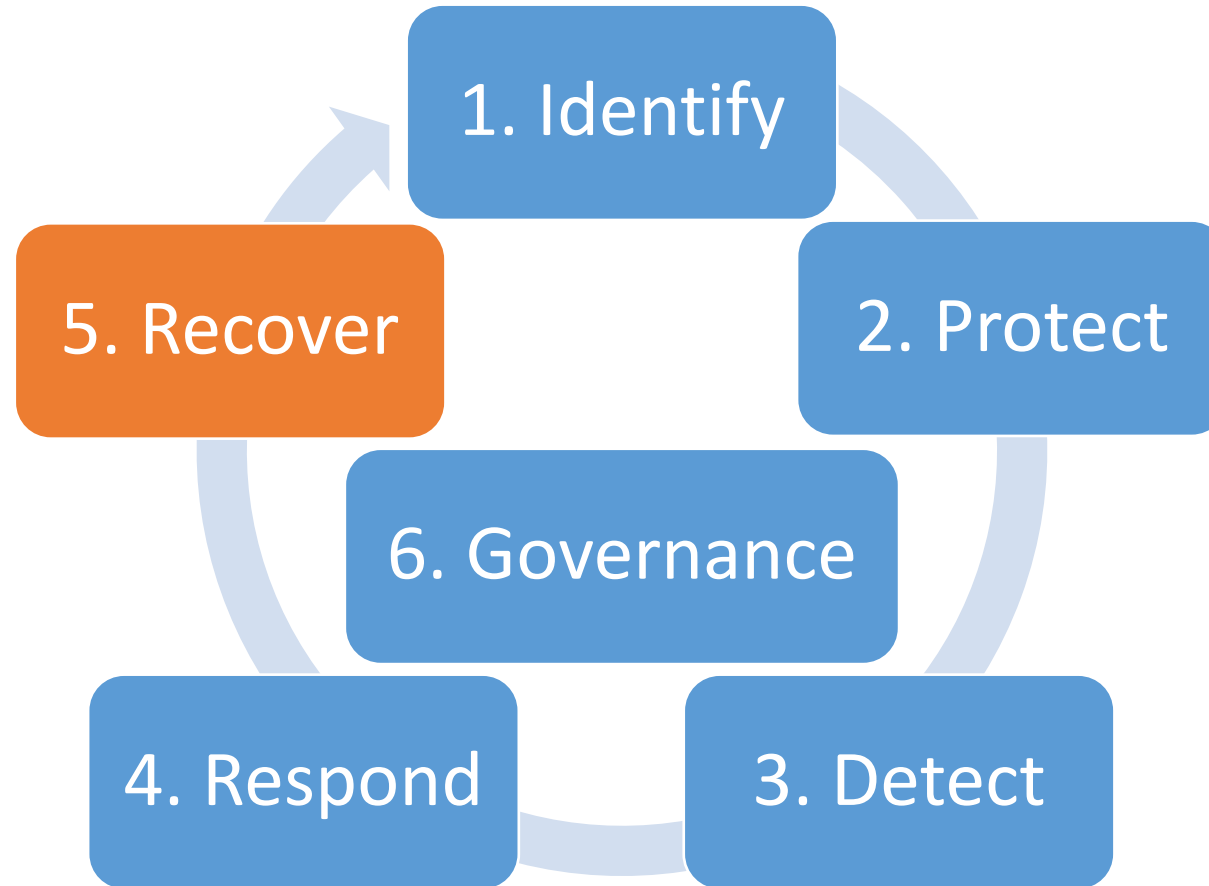 1. Identify
2. Protect
3. Detect
4. Respond
5. Recover
6. Governance